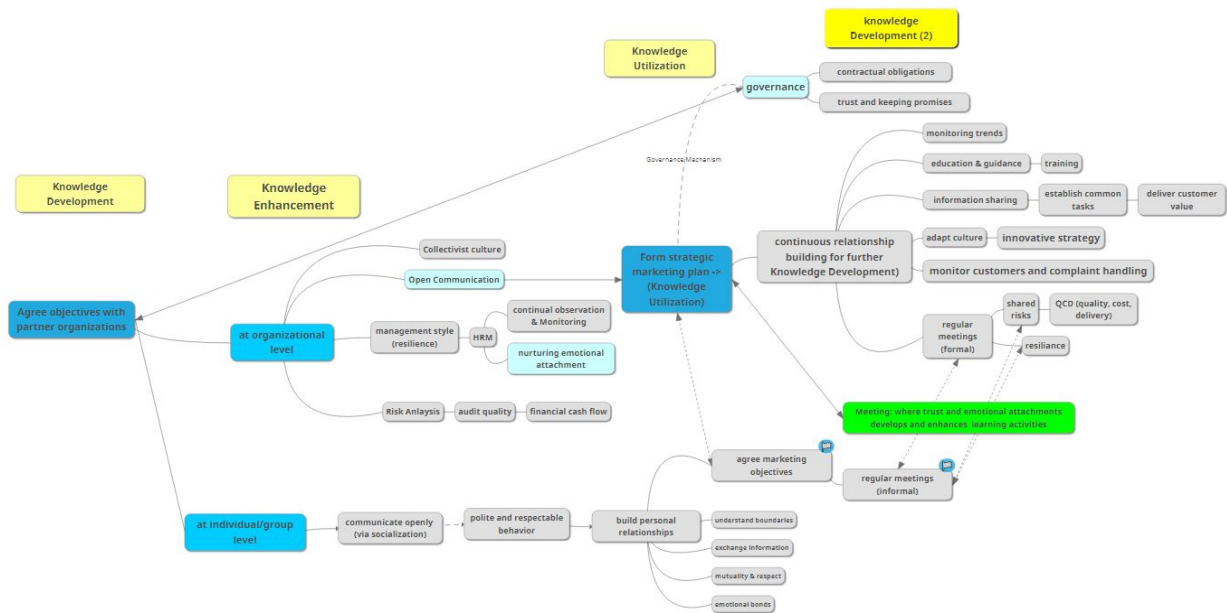 knowledge
Development (2)
Knowledge
Utilization
contractual obligations
governance
trust and keeping promises
monitoring trends
Governance Mechanism
education & guidance
training
Knowledge
Development
Knowledge
Enhancement
information sharing
establish common
tasks
deliver customer
value
Collectivist culture
Open Communication
Form strategic
marketing plan ->
(Knowledge
Utilization)
continuous relationship
building for further
Knowledge Development)
adapt culture
innovative strategy
monitor customers and complaint handling
Agree objectives with
partner organizations
at organizational
level
management style
(resilience)
HRM
continual observation
& Monitoring
nurturing emotional
attachment
regular
meetings
(formal)
shared
risks
QCD (quality, cost,
delivery)
resiliance
Risk Anlaysis
audit quality
financial cash flow
Meeting: where trust and emotional attachments
develops and enhances learning activities
agree marketing
objectives
regular meetings
(informal)
at individual/group
level
communicate openly
(via socialization)
polite and respectable
behavior
build personal
relationships
understand boundaries
exchange information
mutuality & respect
emotional bonds